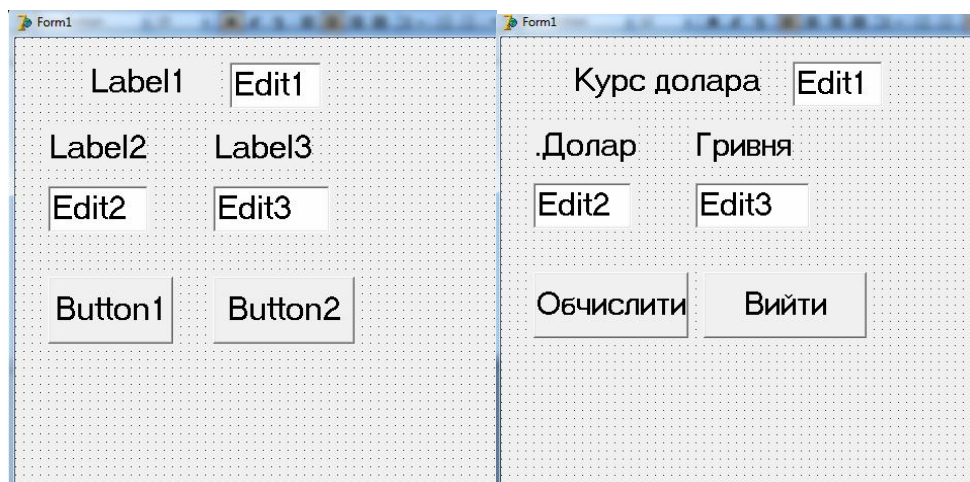 Form1
Label1 Edit1
Label2 Label3
Edit2 Edit3
Button1 Button2
Form1
Курс долара Edit1
.Долар Гривня
Edit2 Edit3
Обчислити Вийти